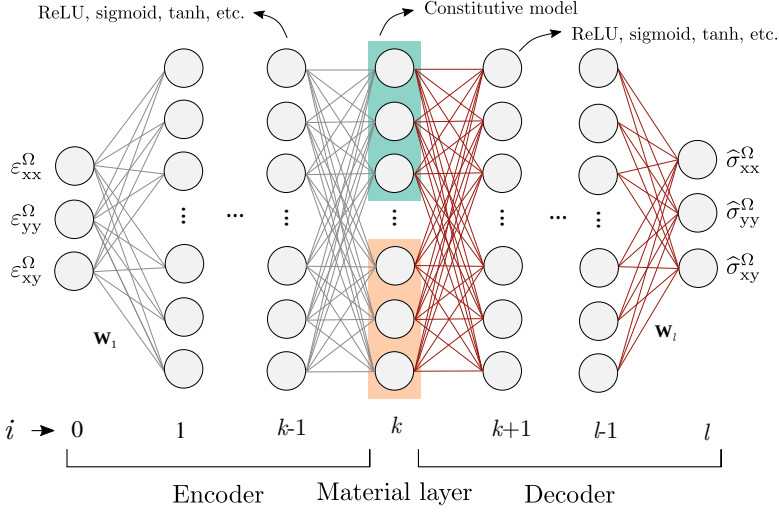 ReLU, sigmoid, tanh, etc.
Constitutive model
ReLU, sigmoid, tanh, etc.
ε^Ω_xx
ε^Ω_yy
ε^Ω_xy
σ̂^Ω_xx
σ̂^Ω_yy
σ̂^Ω_xy
... ... ... ... ... ... ...
W_1
W_l
i 0 1 k-1 k k+1 l-1 l
Encoder Material layer Decoder